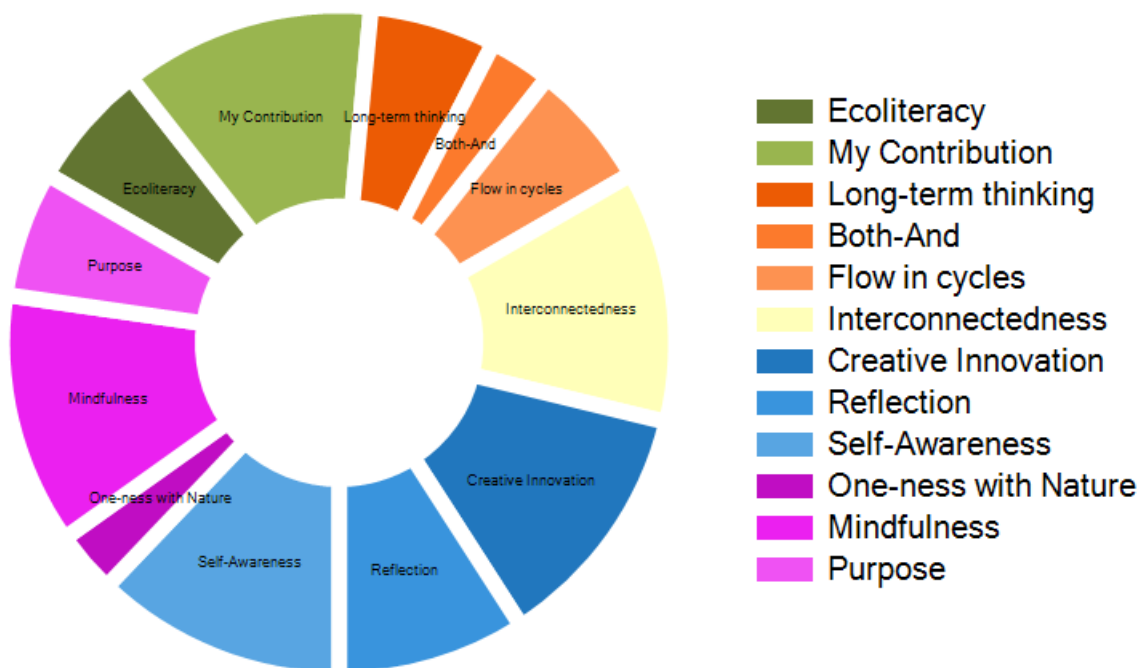 My Contribution
Long-term thinking
Both-And
Ecoliteracy
Flow in cycles
Purpose
Interconnectedness
Mindfulness
Creative Innovation
One-ness with Nature
Self-Awareness
Reflection
Ecoliteracy
My Contribution
Long-term thinking
Both-And
Flow in cycles
Interconnectedness
Creative Innovation
Reflection
Self-Awareness
One-ness with Nature
Mindfulness
Purpose